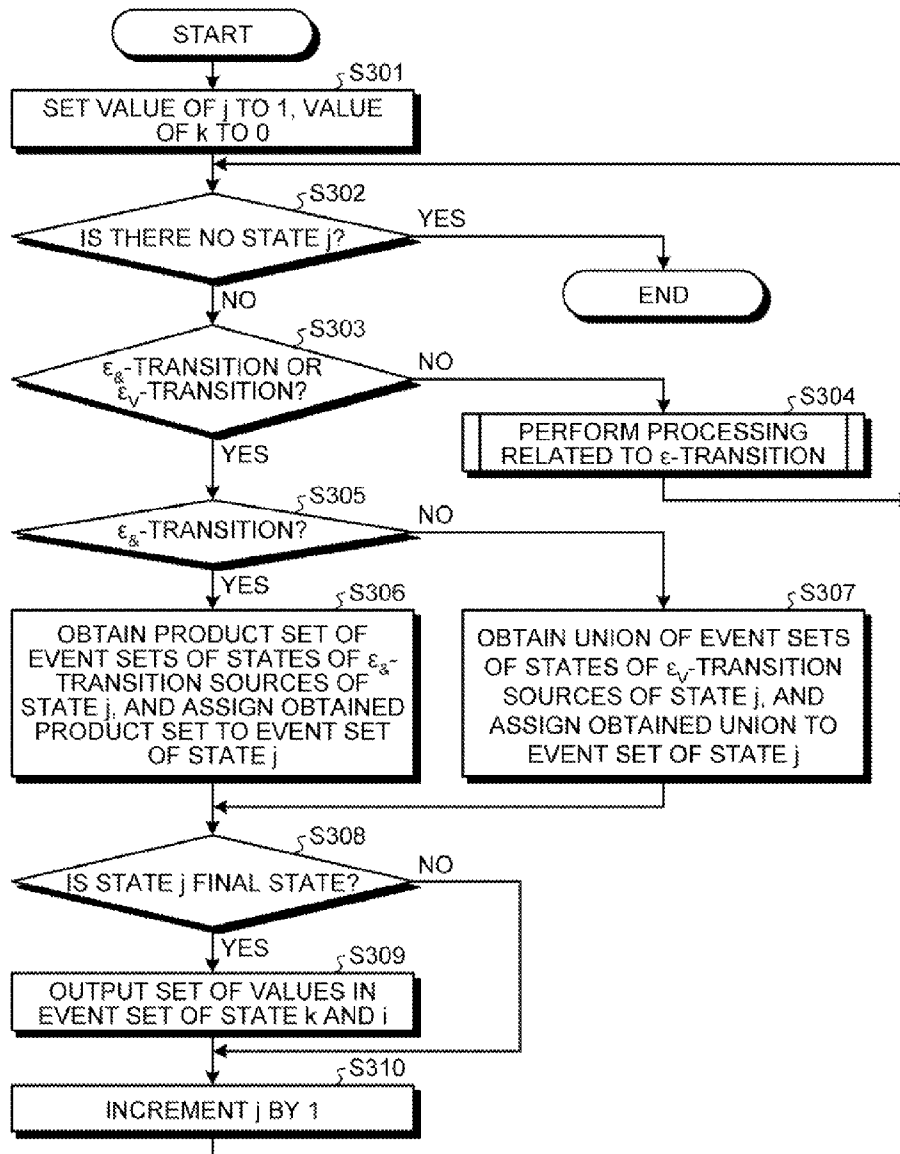 START
S301
SET VALUE OF j TO 1, VALUE
OF k TO 0
S302
IS THERE NO STATE j?
YES
END
NO
S303
ε&-TRANSITION OR
εV-TRANSITION?
NO
S304
PERFORM PROCESSING
RELATED TO ε-TRANSITION
YES
S305
ε&-TRANSITION?
NO
YES
S306
OBTAIN PRODUCT SET OF
EVENT SETS OF STATES OF ε&-
TRANSITION SOURCES OF
STATE j, AND ASSIGN OBTAINED
PRODUCT SET TO EVENT SET
OF STATE j
S307
OBTAIN UNION OF EVENT SETS
OF STATES OF εV-TRANSITION
SOURCES OF STATE j, AND
ASSIGN OBTAINED UNION TO
EVENT SET OF STATE j
S308
IS STATE j FINAL STATE?
NO
YES
S309
OUTPUT SET OF VALUES IN
EVENT SET OF STATE k AND i
S310
INCREMENT j BY 1